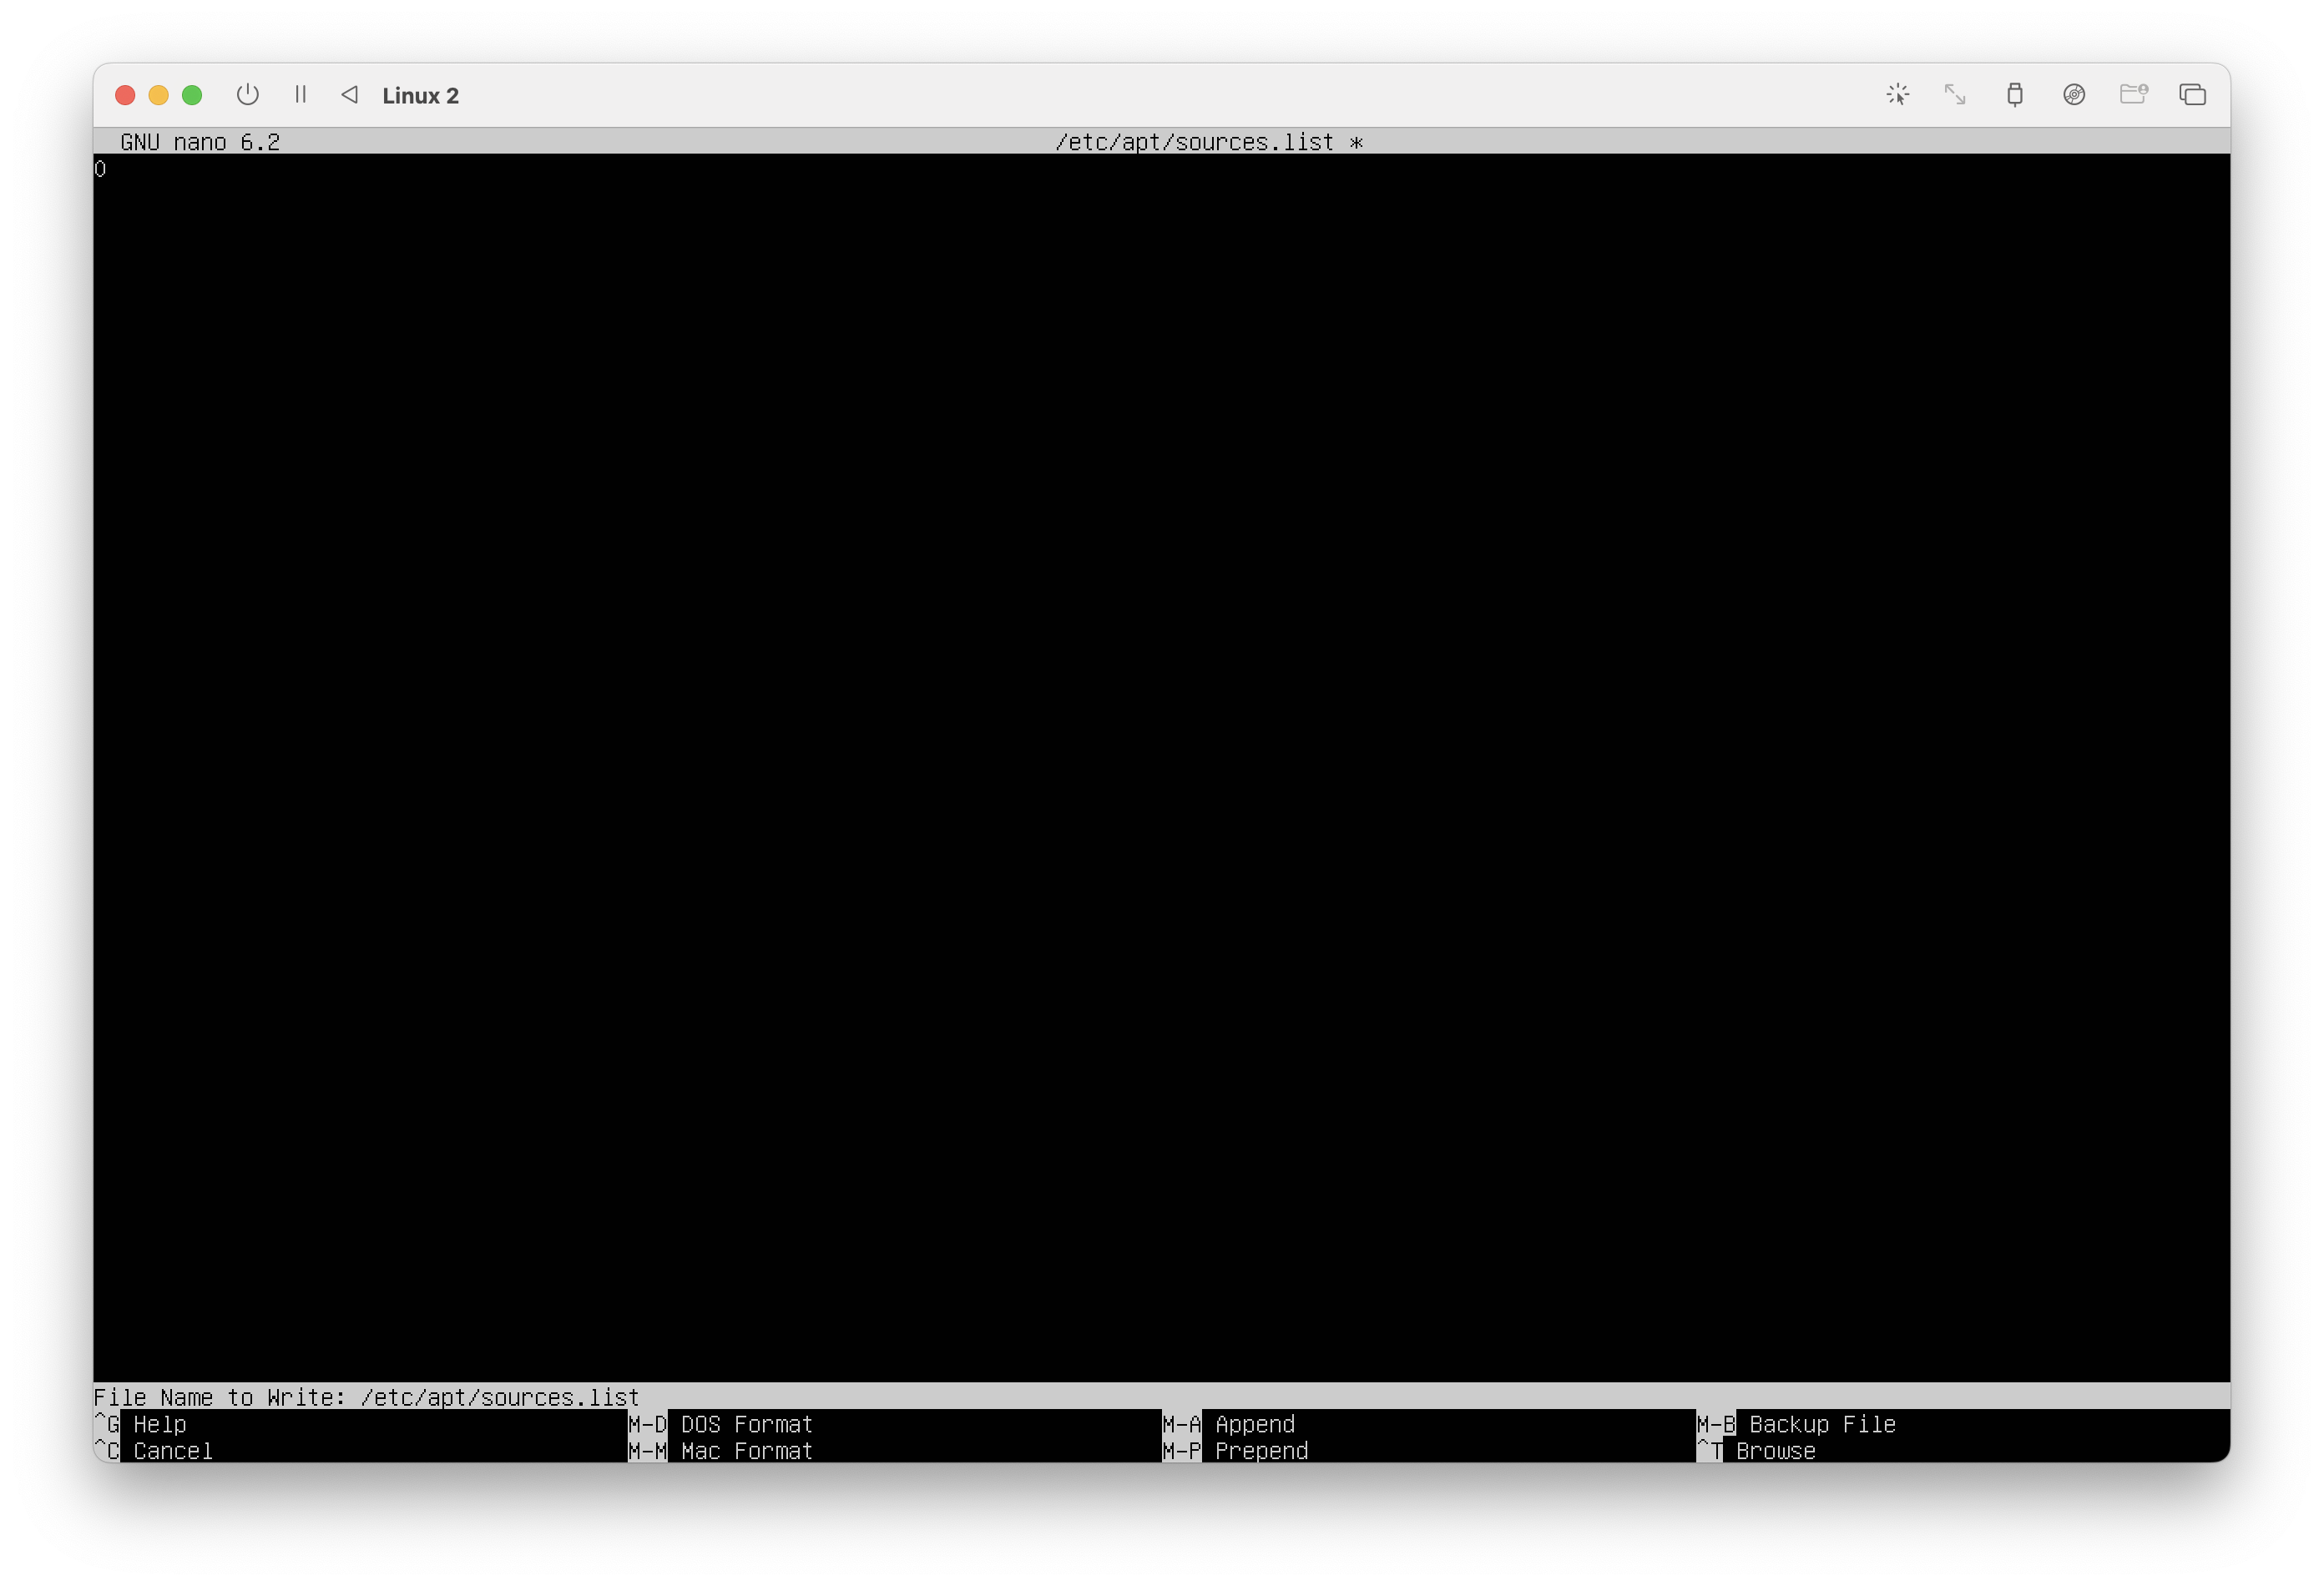 Linux 2
GNU nano 6.2 /etc/apt/sources.list *
O
File Name to Write: /etc/apt/sources.list
^G Help M-D DOS Format M-A Append M-B Backup File
^C Cancel M-M Mac Format M-P Prepend ^T Browse